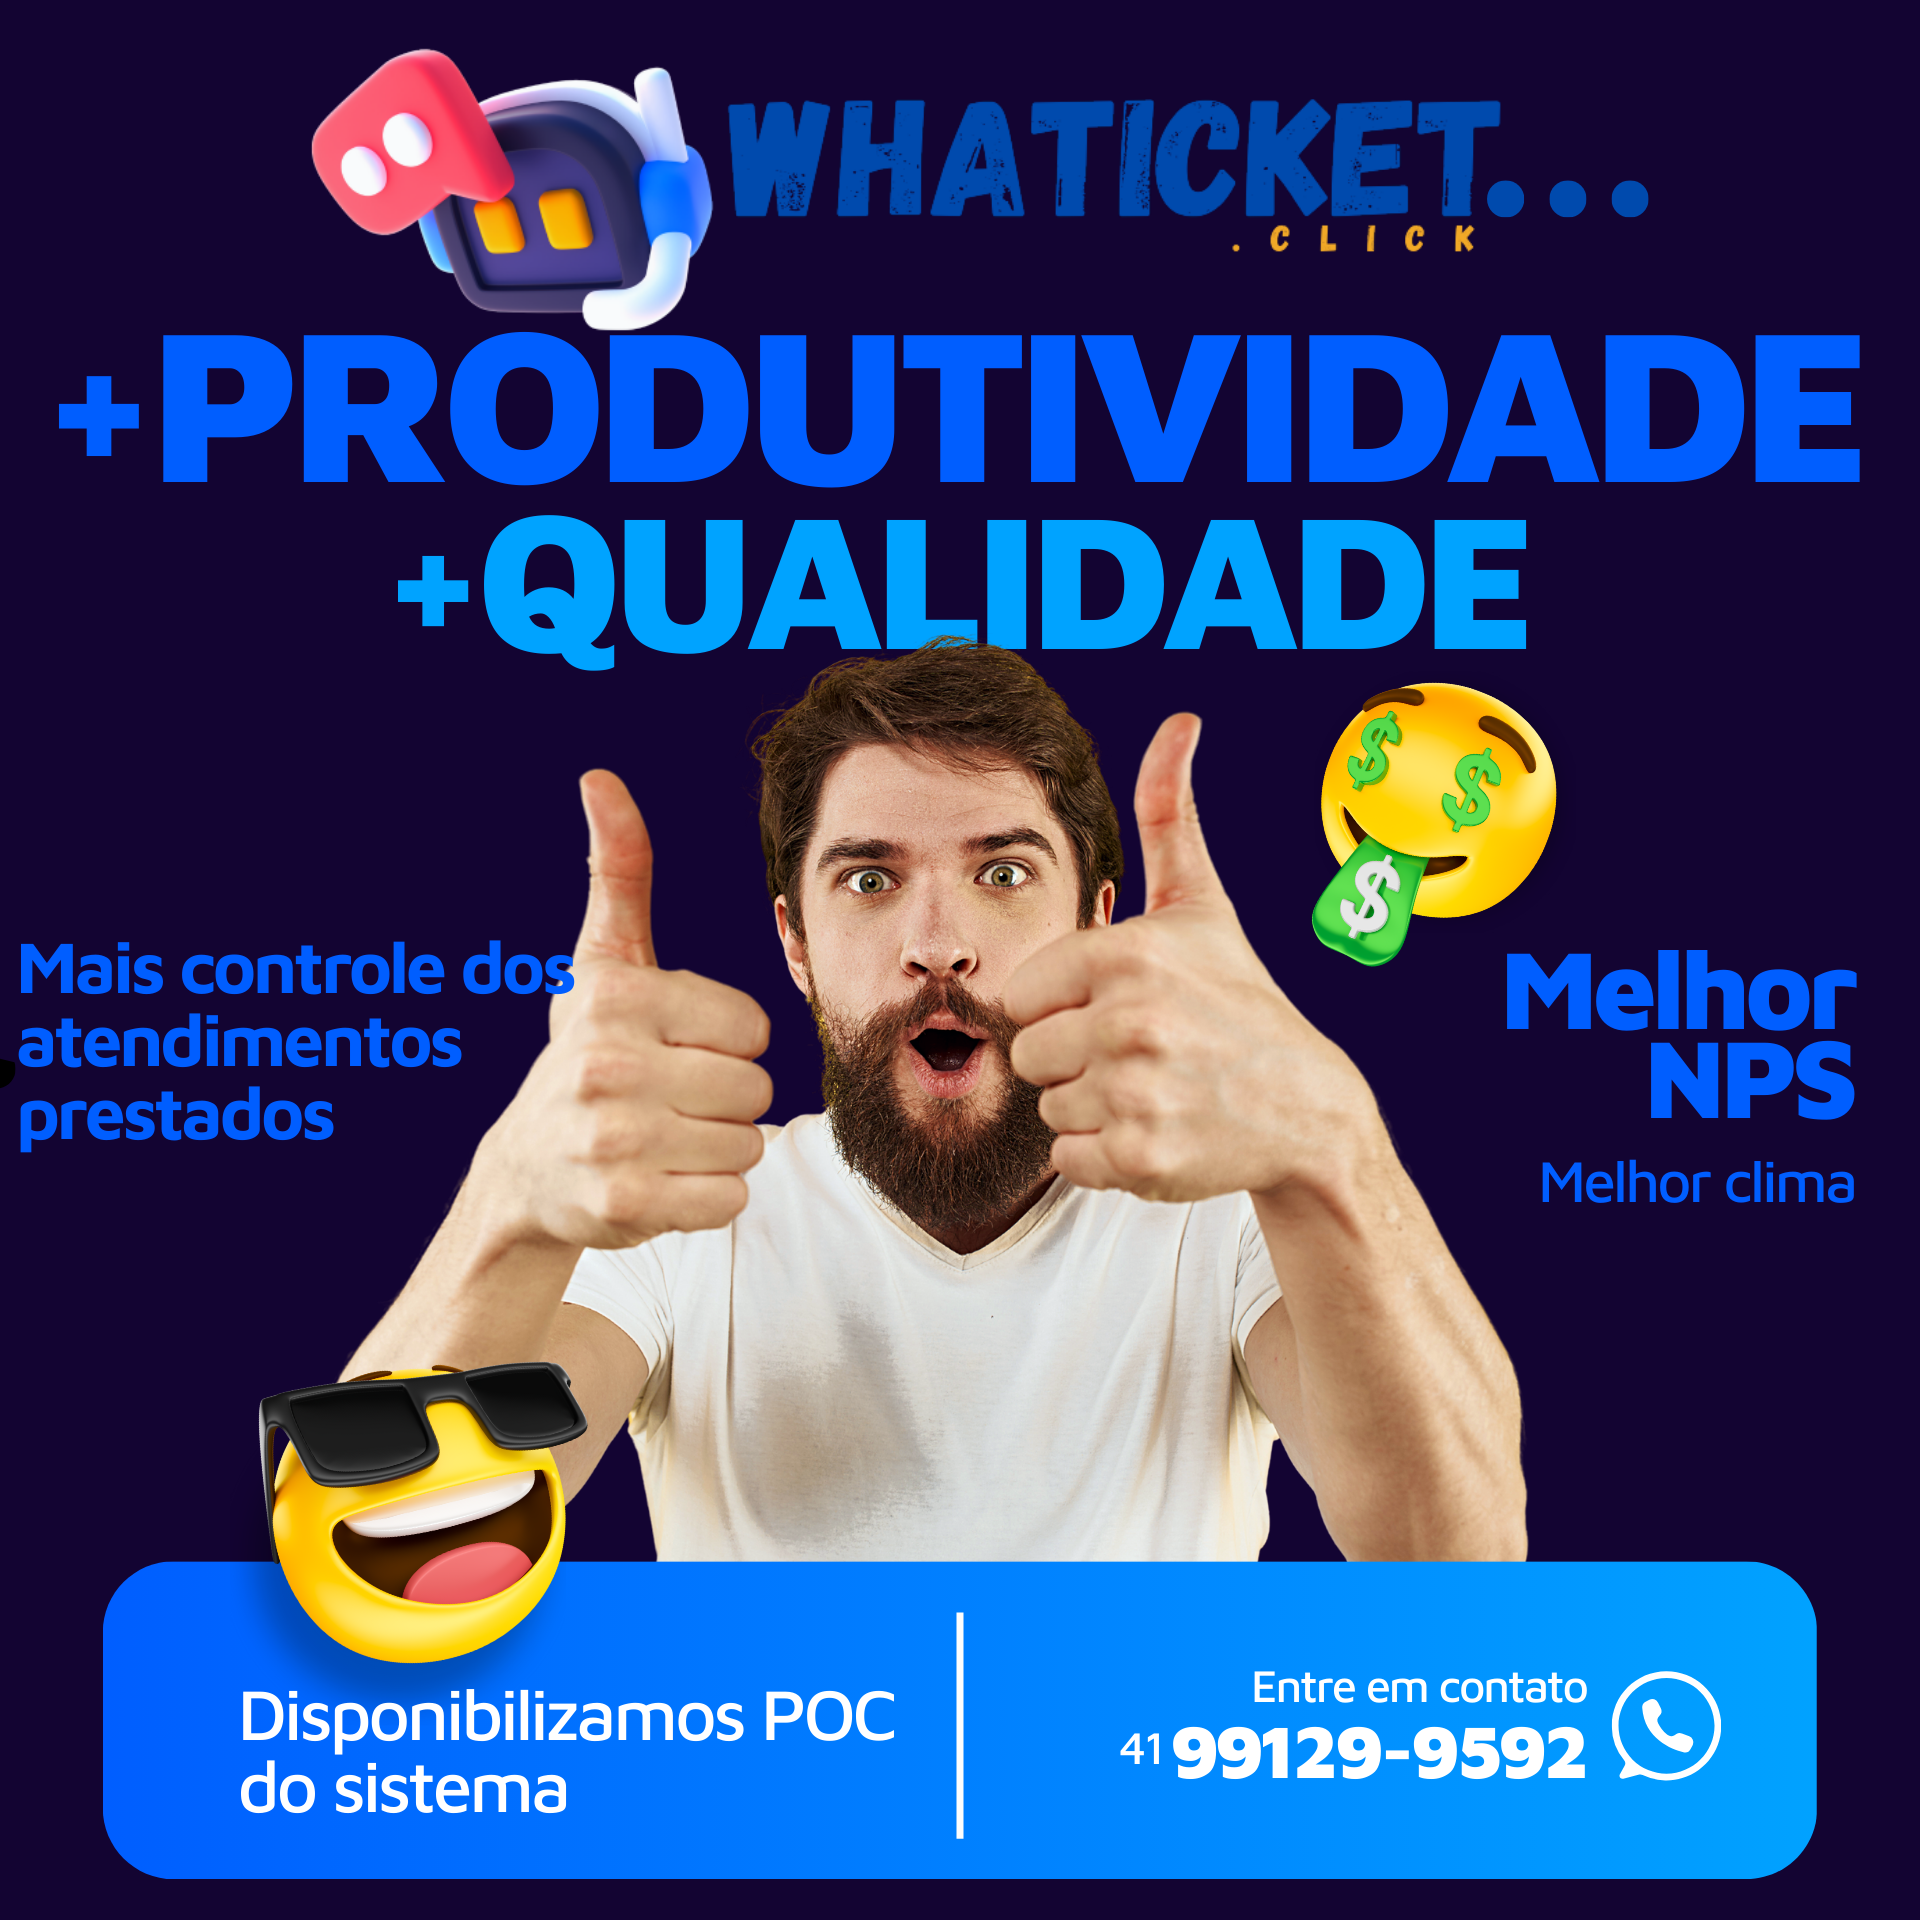 WHATICKET...
.CLICK
+PRODUTIVIDADE
+QUALIDADE
Mais controle dos
atendimentos
prestados
Melhor
NPS
Melhor clima
Disponibilizamos POC
do sistema
Entre em contato
41 99129-9592